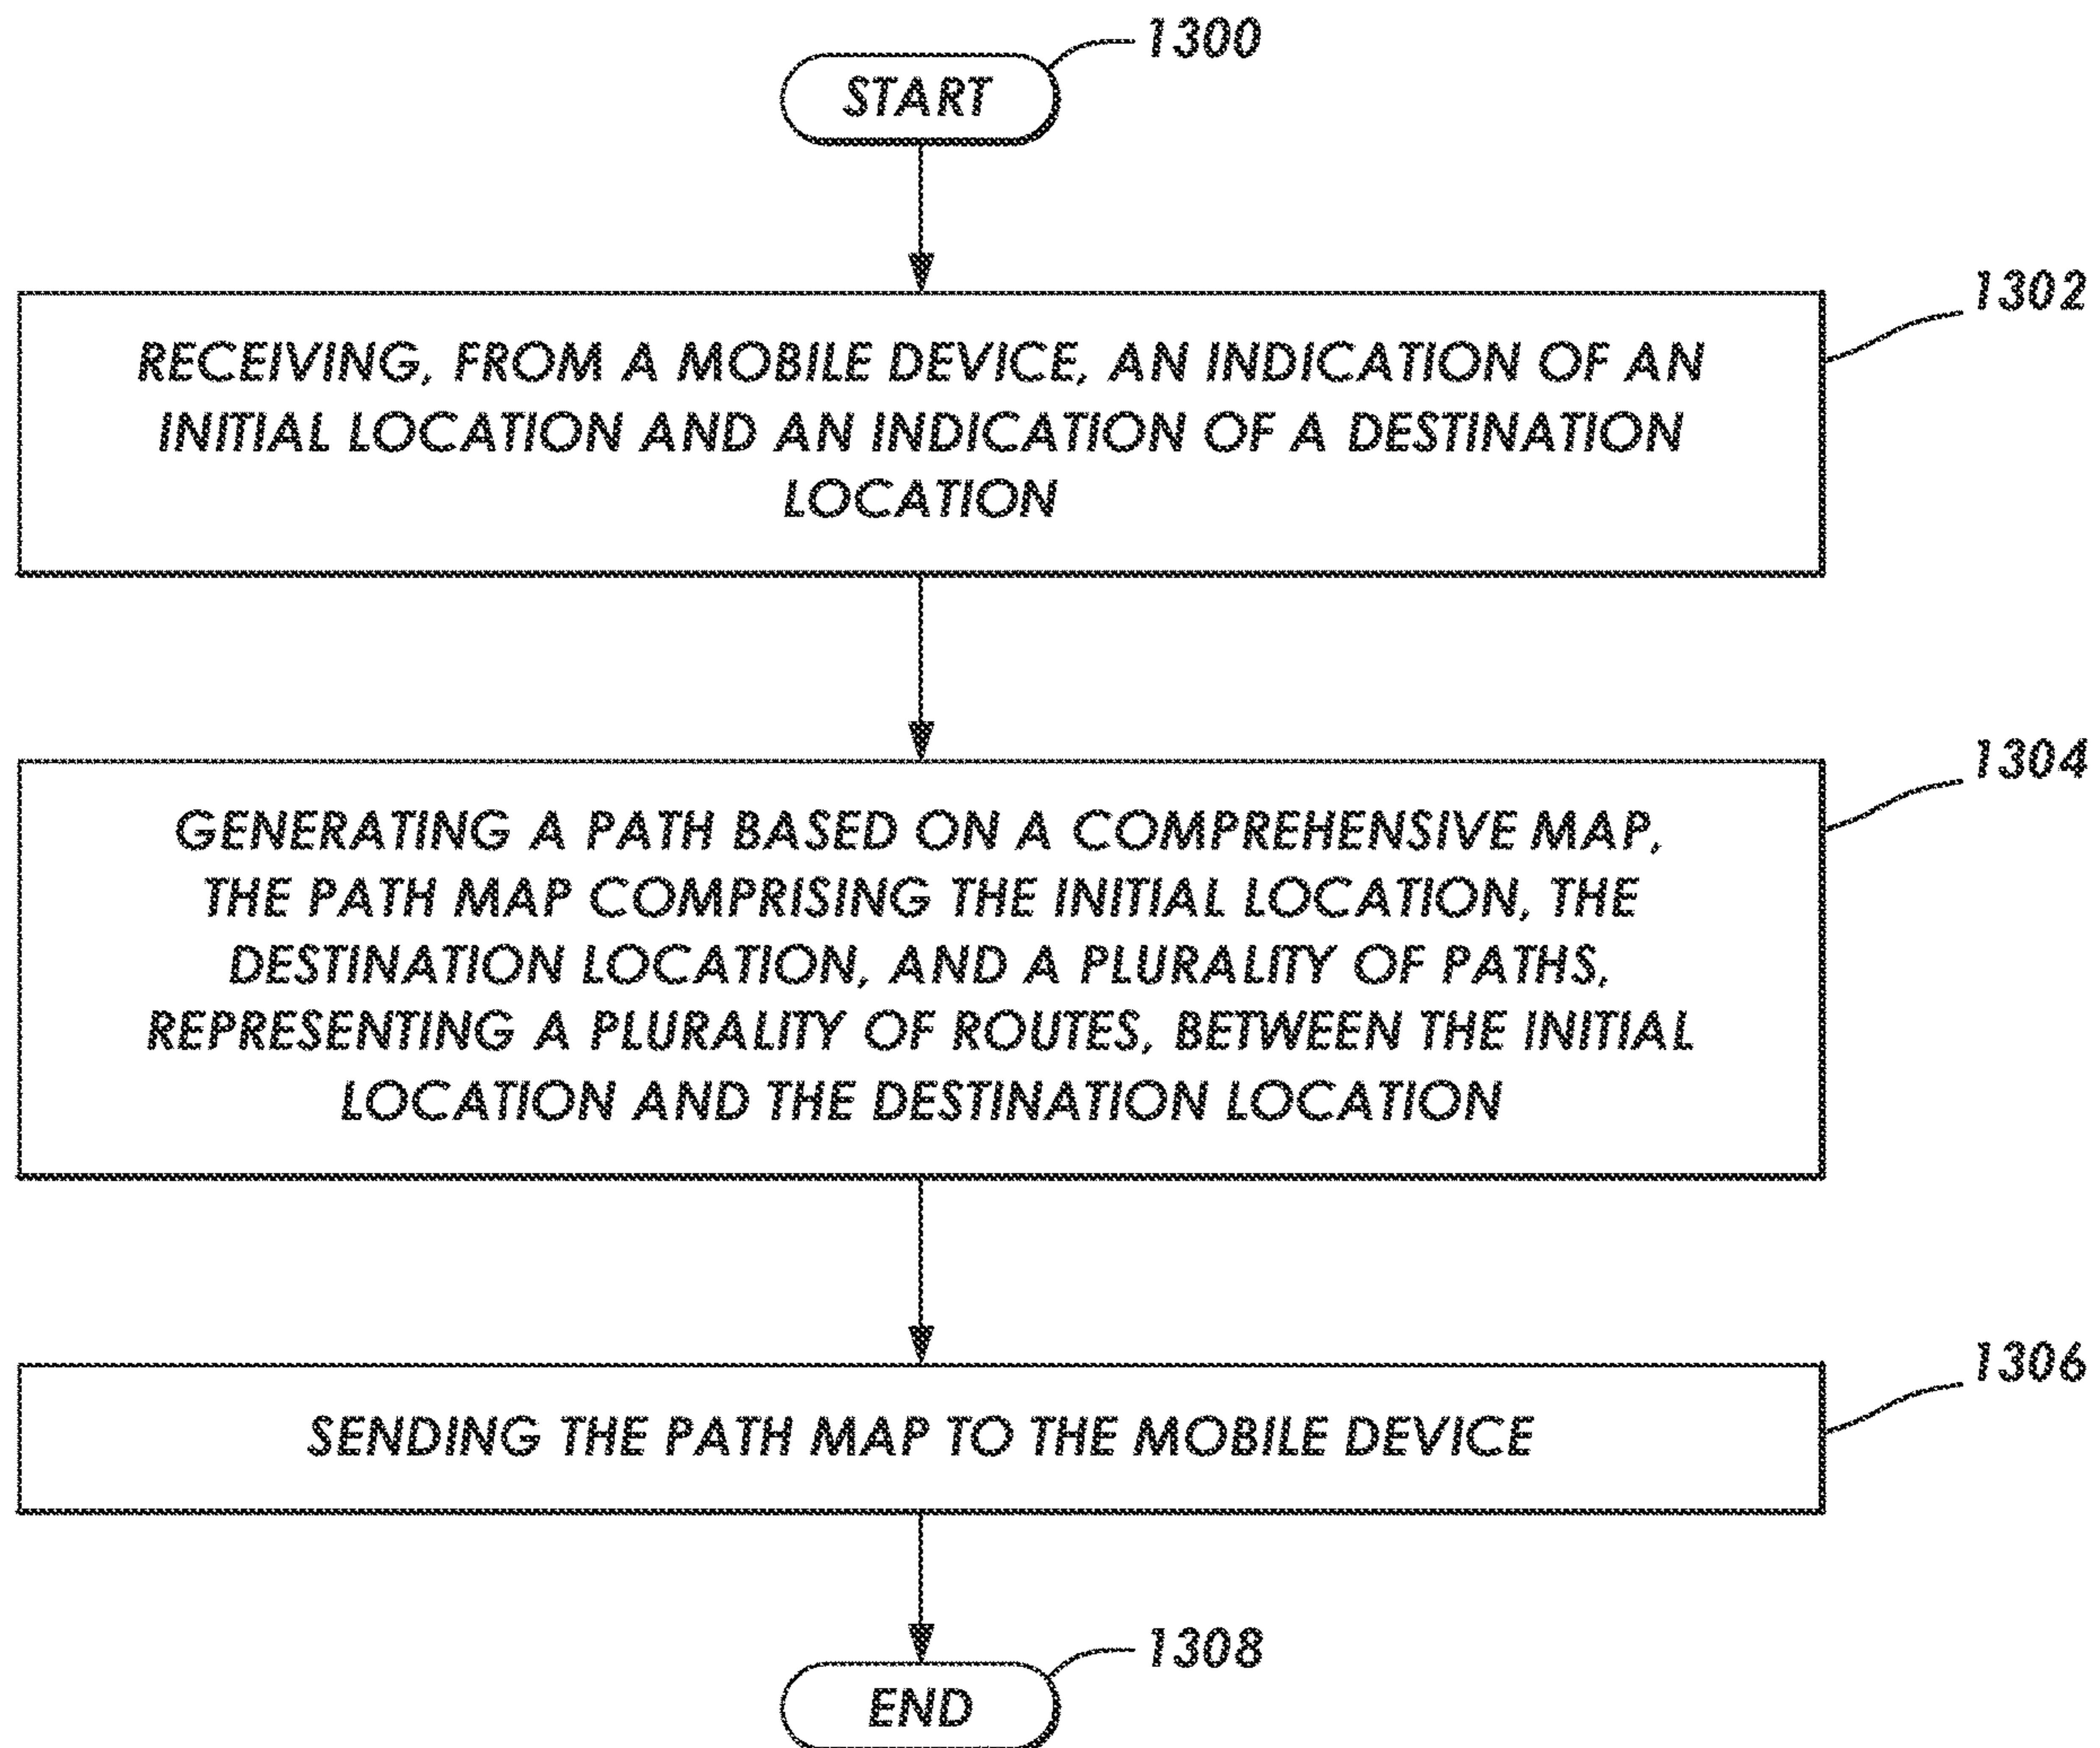 1300
START
1302
RECEIVING, FROM A MOBILE DEVICE, AN INDICATION OF AN
INITIAL LOCATION AND AN INDICATION OF A DESTINATION
LOCATION
1304
GENERATING A PATH BASED ON A COMPREHENSIVE MAP,
THE PATH MAP COMPRISING THE INITIAL LOCATION, THE
DESTINATION LOCATION, AND A PLURALITY OF PATHS,
REPRESENTING A PLURALITY OF ROUTES, BETWEEN THE INITIAL
LOCATION AND THE DESTINATION LOCATION
1306
SENDING THE PATH MAP TO THE MOBILE DEVICE
1308
END